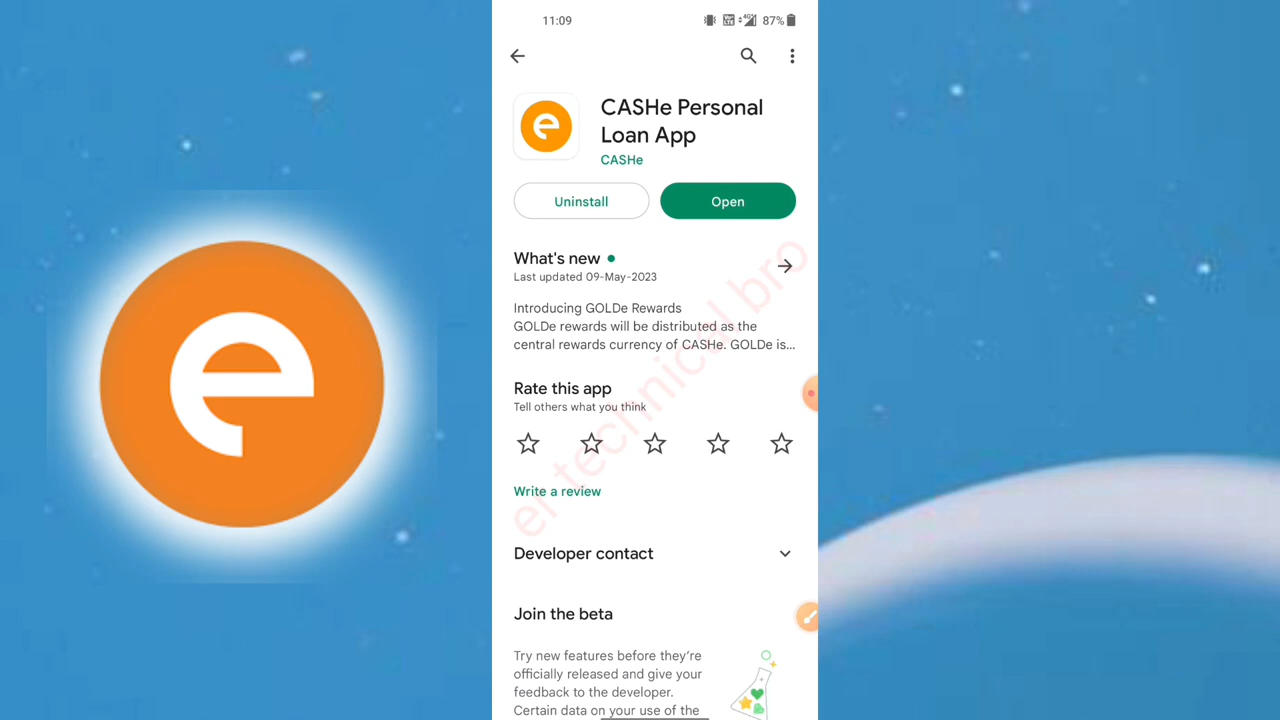 11:09
87%
CASHe Personal
Loan App
CASHe
Uninstall
Open
What's new
Last updated 09-May-2023
Introducing GOLDe Rewards
GOLDe rewards will be distributed as the
central rewards currency of CASHe. GOLDe is...
Rate this app
Tell others what you think
Write a review
Developer contact
Join the beta
Try new features before they're
officially released and give your
feedback to the developer.
Certain data on your use of the
er technical bro
e